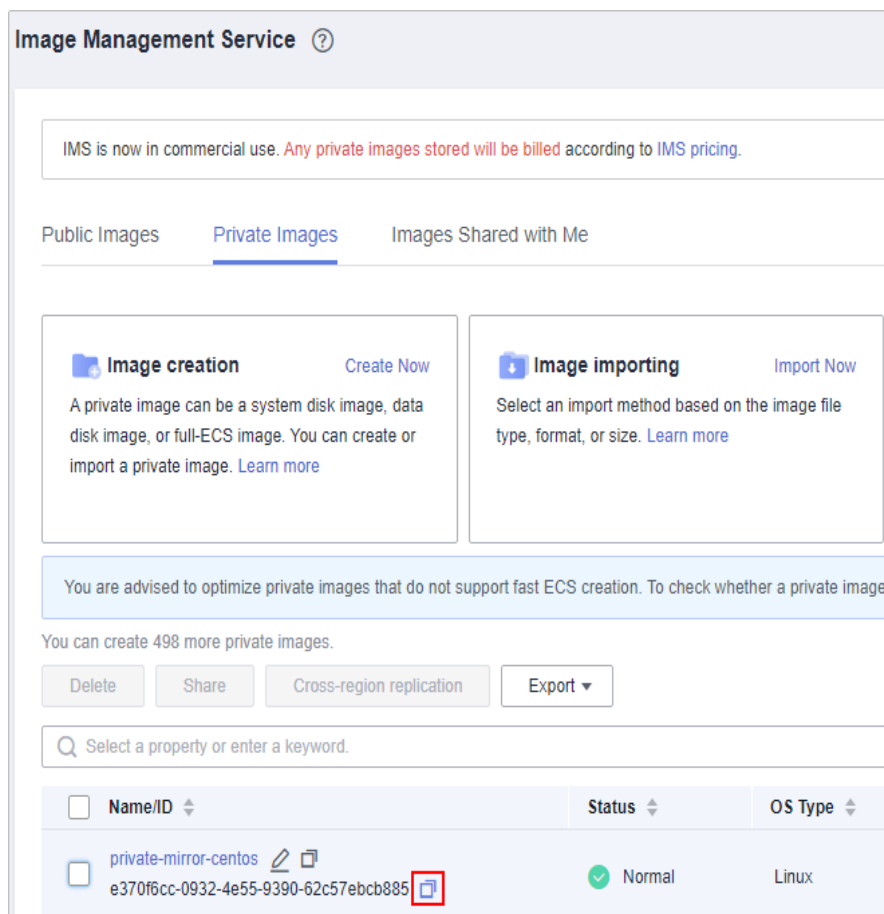 Image Management Service ?
IMS is now in commercial use. Any private images stored will be billed according to IMS pricing.
Public Images Private Images Images Shared with Me
Image creation Create Now
A private image can be a system disk image, data
disk image, or full-ECS image. You can create or
import a private image. Learn more
Image importing Import Now
Select an import method based on the image file
type, format, or size. Learn more
You are advised to optimize private images that do not support fast ECS creation. To check whether a private image
You can create 498 more private images.
Delete Share Cross-region replication Export
Select a property or enter a keyword.
Name/ID Status OS Type
private-mirror-centos
e370f6cc-0932-4e55-9390-62c57ebcb885
Normal Linux